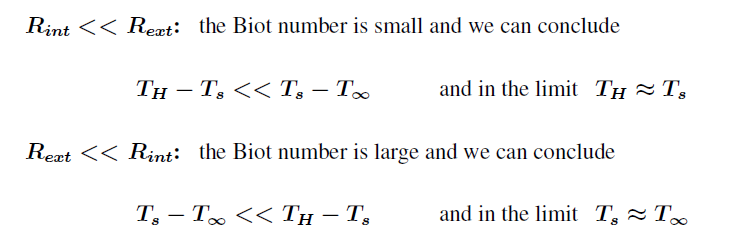 R_int << R_ext: the Biot number is small and we can conclude
T_H − T_s << T_s − T_∞ and in the limit T_H ≈ T_s
R_ext << R_int: the Biot number is large and we can conclude
T_s − T_∞ << T_H − T_s and in the limit T_s ≈ T_∞